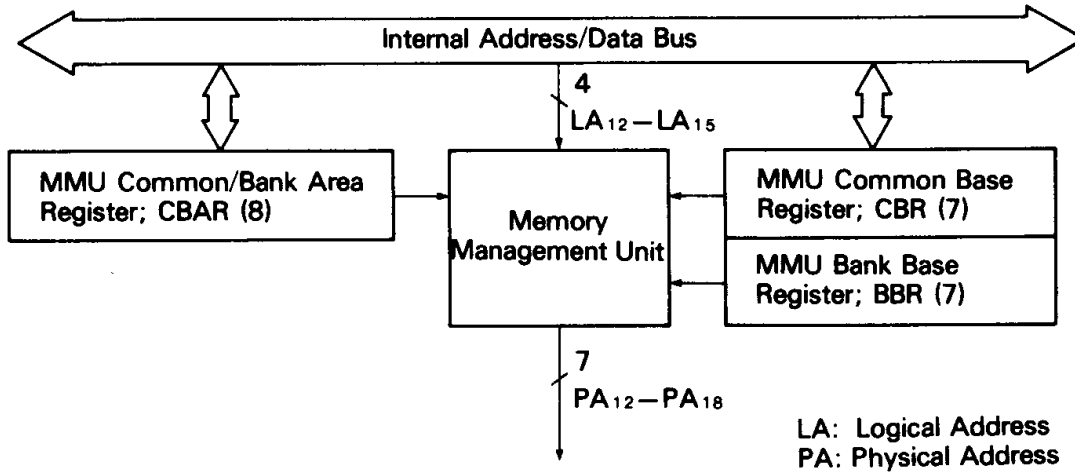 Internal Address/Data Bus
4
LA12−LA15
MMU Common/Bank Area
Register; CBAR (8)
Memory
Management Unit
MMU Common Base
Register; CBR (7)
MMU Bank Base
Register; BBR (7)
7
PA12−PA18
LA: Logical Address
PA: Physical Address